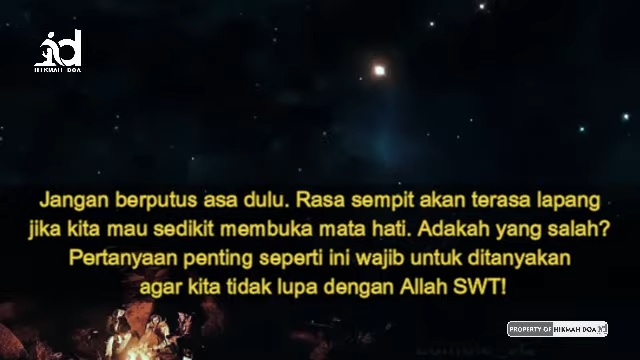 id
HIKMAH DOA
Jangan berputus asa dulu. Rasa sempit akan terasa lapang
jika kita mau sedikit membuka mata hati. Adakah yang salah?
Pertanyaan penting seperti ini wajib untuk ditanyakan
agar kita tidak lupa dengan Allah SWT!
PROPERTY OF HIKMAH DOA id